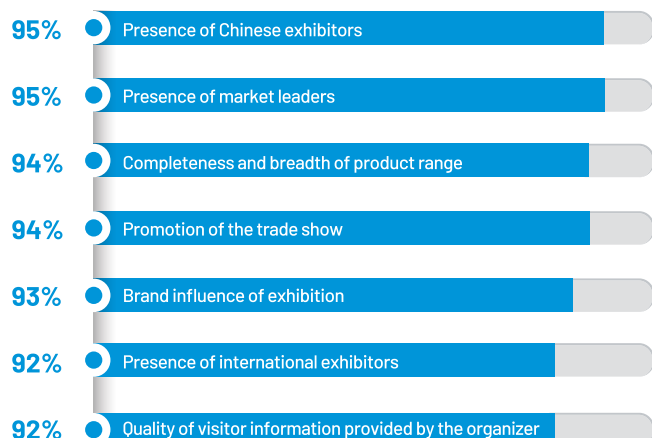 95% Presence of Chinese exhibitors
95% Presence of market leaders
94% Completeness and breadth of product range
94% Promotion of the trade show
93% Brand influence of exhibition
92% Presence of international exhibitors
92% Quality of visitor information provided by the organizer